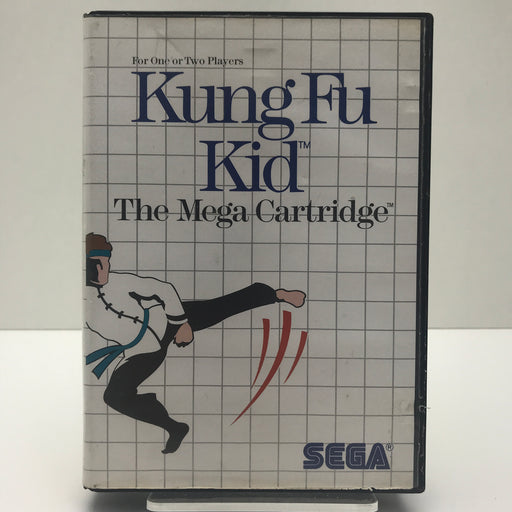 For One or Two Players
Kung Fu
Kid™
The Mega Cartridge™
SEGA®